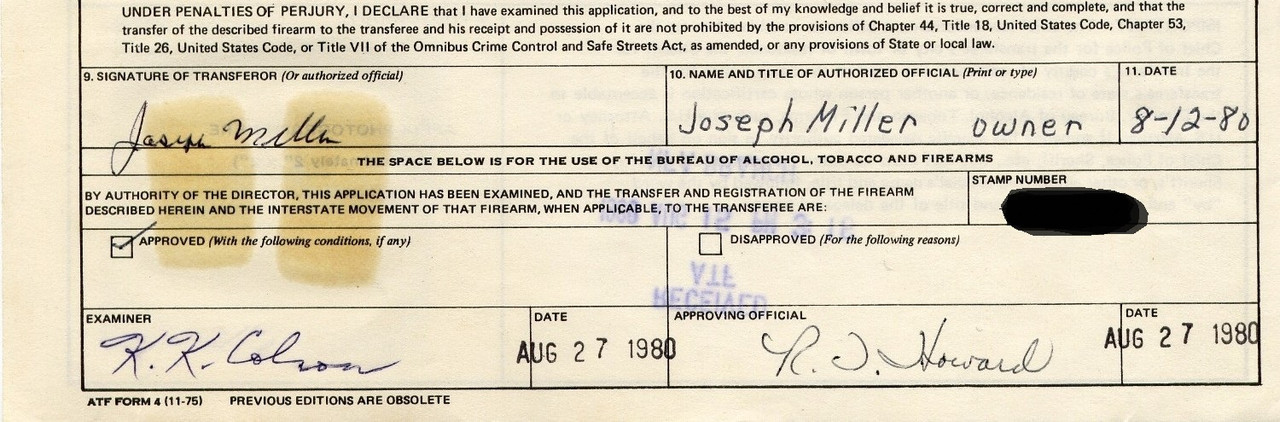 UNDER PENALTIES OF PERJURY, I DECLARE that I have examined this application, and to the best of my knowledge and belief it is true, correct and complete, and that the
transfer of the described firearm to the transferee and his receipt and possession of it are not prohibited by the provisions of Chapter 44, Title 18, United States Code, Chapter 53,
Title 26, United States Code, or Title VII of the Omnibus Crime Control and Safe Streets Act, as amended, or any provisions of State or local law.
9. SIGNATURE OF TRANSFEROR (Or authorized official)
Joseph Miller
10. NAME AND TITLE OF AUTHORIZED OFFICIAL (Print or type)
Joseph Miller owner
11. DATE
8-12-80
THE SPACE BELOW IS FOR THE USE OF THE BUREAU OF ALCOHOL, TOBACCO AND FIREARMS
BY AUTHORITY OF THE DIRECTOR, THIS APPLICATION HAS BEEN EXAMINED, AND THE TRANSFER AND REGISTRATION OF THE FIREARM
DESCRIBED HEREIN AND THE INTERSTATE MOVEMENT OF THAT FIREARM, WHEN APPLICABLE, TO THE TRANSFEREE ARE:
STAMP NUMBER
APPROVED (With the following conditions, if any)
DISAPPROVED (For the following reasons)
ATF
RECEIVED
EXAMINER
K. K. Colson
DATE
AUG 27 1980
APPROVING OFFICIAL
R. J. Howard
DATE
AUG 27 1980
ATF FORM 4 (11-75) PREVIOUS EDITIONS ARE OBSOLETE